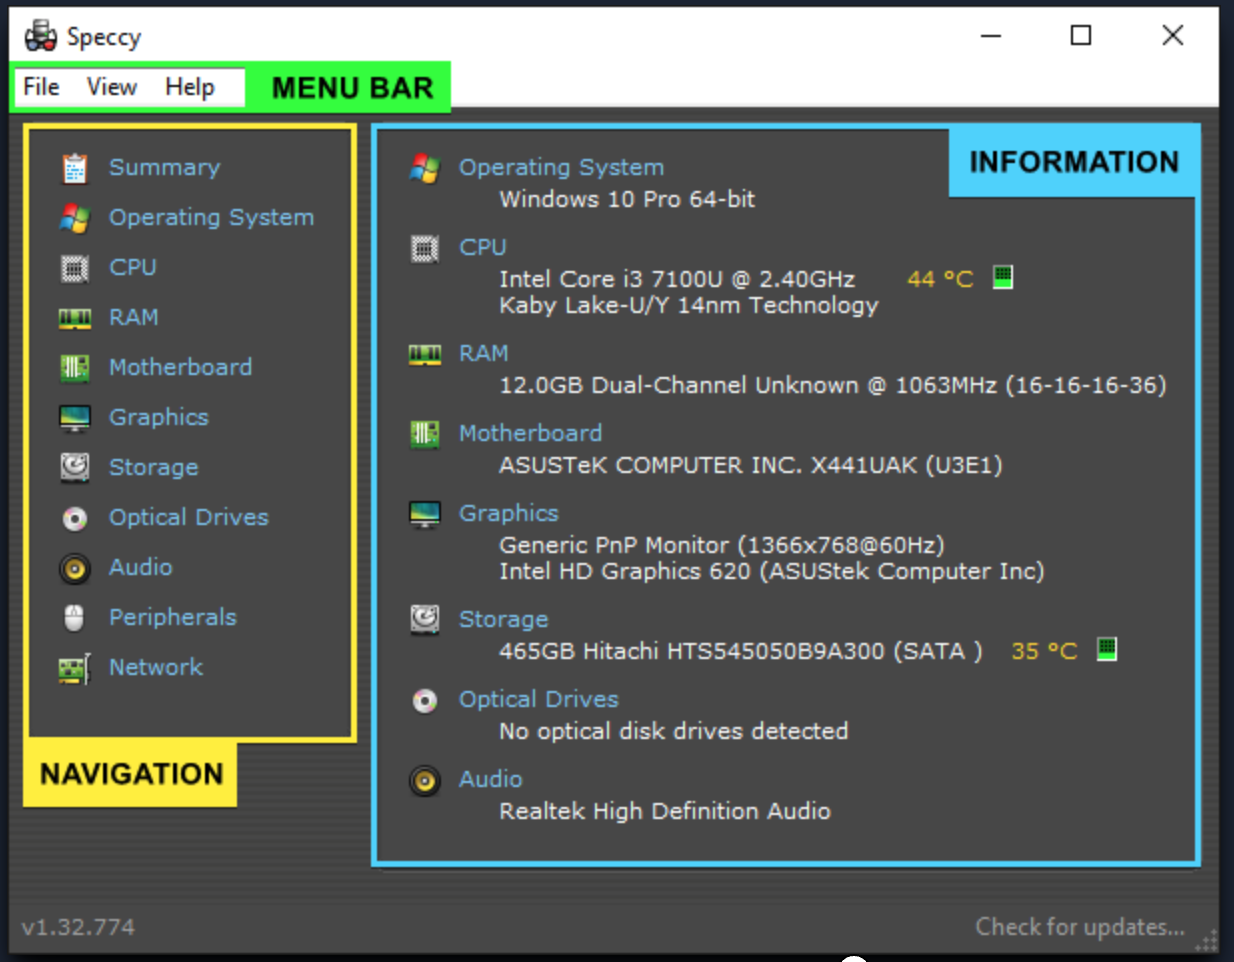 Speccy
File View Help MENU BAR
Summary
Operating System
CPU
RAM
Motherboard
Graphics
Storage
Optical Drives
Audio
Peripherals
Network
NAVIGATION
INFORMATION
Operating System
Windows 10 Pro 64-bit
CPU
Intel Core i3 7100U @ 2.40GHz 44 °C
Kaby Lake-U/Y 14nm Technology
RAM
12.0GB Dual-Channel Unknown @ 1063MHz (16-16-16-36)
Motherboard
ASUSTeK COMPUTER INC. X441UAK (U3E1)
Graphics
Generic PnP Monitor (1366x768@60Hz)
Intel HD Graphics 620 (ASUStek Computer Inc)
Storage
465GB Hitachi HTS545050B9A300 (SATA ) 35 °C
Optical Drives
No optical disk drives detected
Audio
Realtek High Definition Audio
v1.32.774
Check for updates...